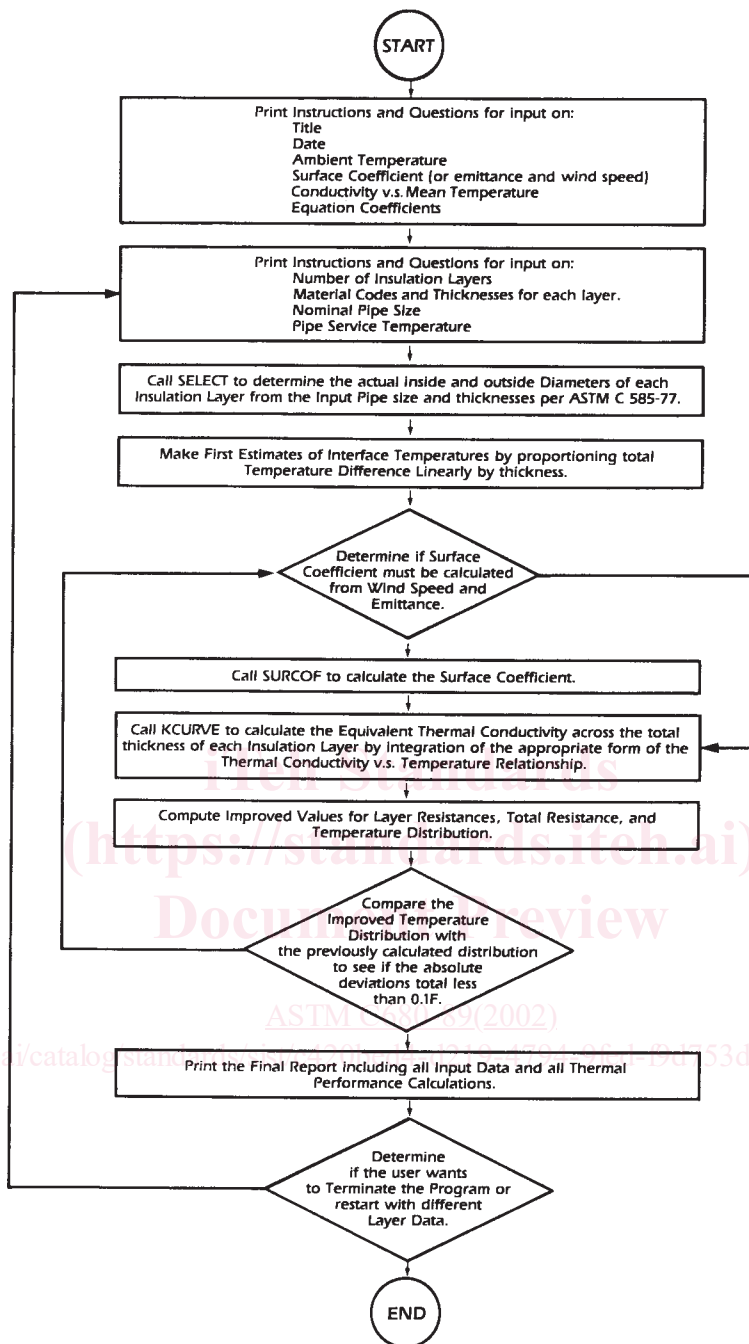 START
Print Instructions and Questions for input on:
Title
Date
Ambient Temperature
Surface Coefficient (or emittance and wind speed)
Conductivity v.s. Mean Temperature
Equation Coefficients
Print Instructions and Questions for input on:
Number of Insulation Layers
Material Codes and Thicknesses for each layer.
Nominal Pipe Size
Pipe Service Temperature
Call SELECT to determine the actual inside and outside Diameters of each
Insulation Layer from the Input Pipe size and thicknesses per ASTM C 585-77.
Make First Estimates of Interface Temperatures by proportioning total
Temperature Difference Linearly by thickness.
Determine if Surface
Coefficient must be calculated
from Wind Speed and
Emittance.
Call SURCOF to calculate the Surface Coefficient.
Call KCURVE to calculate the Equivalent Thermal Conductivity across the total
thickness of each Insulation Layer by integration of the appropriate form of the
Thermal Conductivity v.s. Temperature Relationship.
iTeh Standards
Compute Improved Values for Layer Resistances, Total Resistance, and
Temperature Distribution.
(https://standards.iteh.ai)
Document Preview
Compare the
Improved Temperature
Distribution with
the previously calculated distribution
to see if the absolute
deviations total less
than 0.1F.
ASTM C680-89(2002)
ai/catalog/standards/
Print the Final Report including all Input Data and all Thermal
Performance Calculations.
Determine
if the user wants
to Terminate the Program or
restart with different
Layer Data.
END